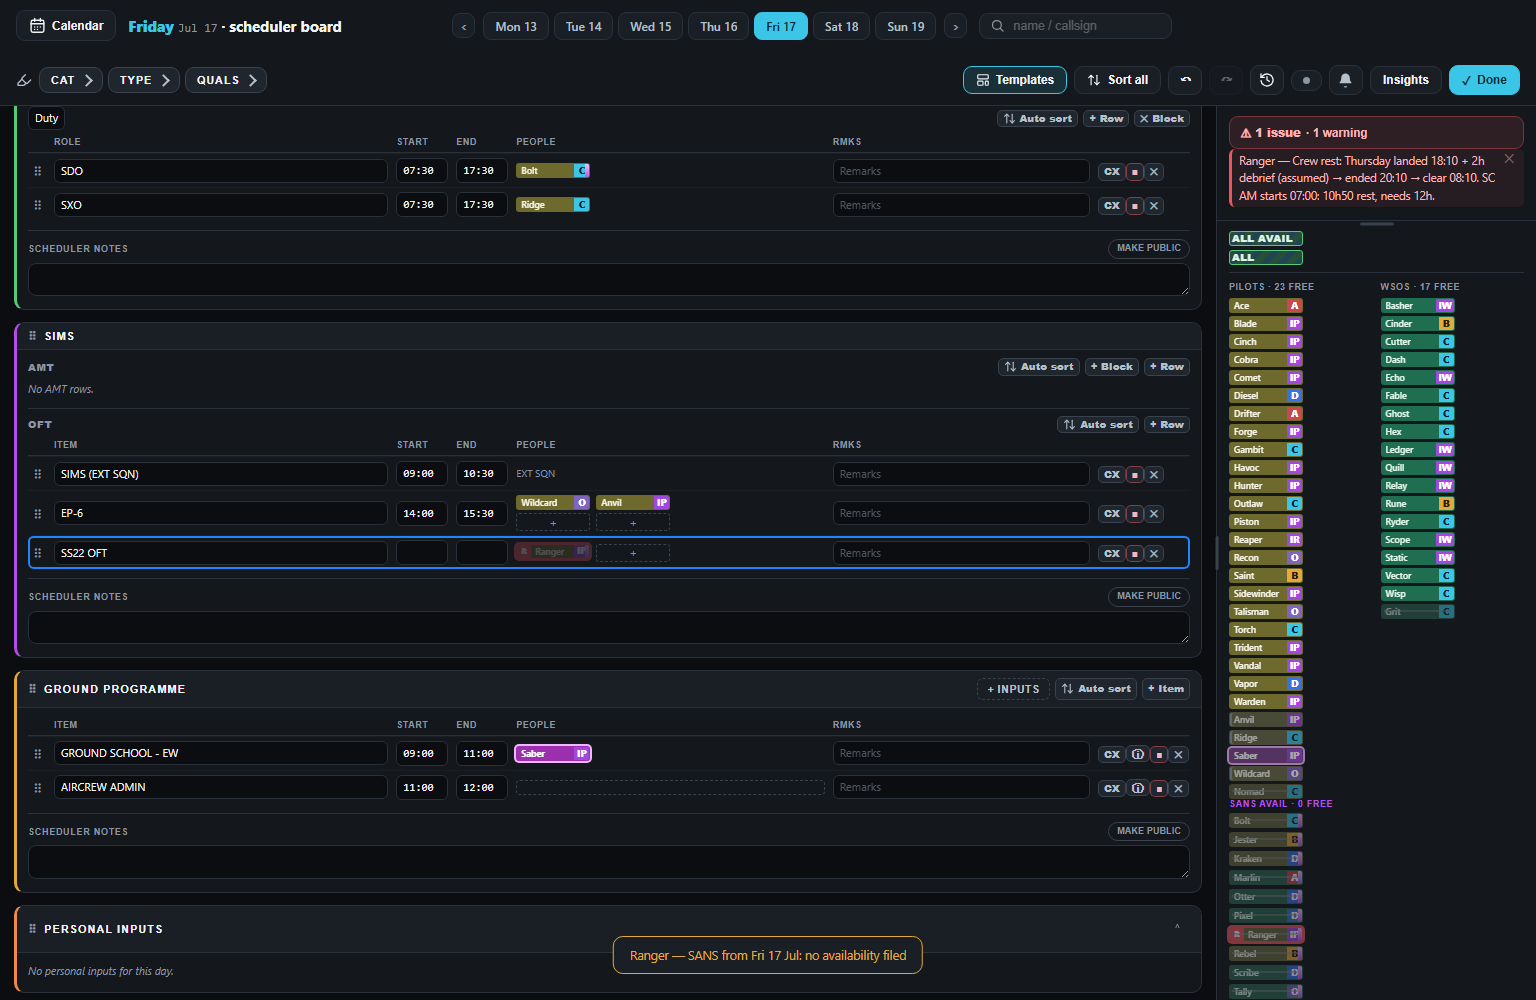 Calendar
Friday Jul 17 · scheduler board
‹
Mon 13
Tue 14
Wed 15
Thu 16
Fri 17
Sat 18
Sun 19
›
name / callsign
CAT
TYPE
QUALS
Templates
Sort all
Insights
✓ Done
Duty
Auto sort
+ Row
✕ Block
ROLE START END PEOPLE RMKS
SDO 07:30 17:30 Bolt C Remarks CX
SXO 07:30 17:30 Ridge C Remarks CX
SCHEDULER NOTES
MAKE PUBLIC
SIMS
AMT
Auto sort
+ Block
+ Row
No AMT rows.
OFT
Auto sort
+ Row
ITEM START END PEOPLE RMKS
SIMS (EXT SQN) 09:00 10:30 EXT SQN Remarks CX
EP-6 14:00 15:30 Wildcard O Anvil IP Remarks CX
+ +
SS22 OFT R Ranger IP + Remarks CX
SCHEDULER NOTES
MAKE PUBLIC
GROUND PROGRAMME
+ INPUTS
Auto sort
+ Item
ITEM START END PEOPLE RMKS
GROUND SCHOOL - EW 09:00 11:00 Saber IP Remarks CX
AIRCREW ADMIN 11:00 12:00 Remarks CX
SCHEDULER NOTES
MAKE PUBLIC
PERSONAL INPUTS
No personal inputs for this day.
Ranger — SANS from Fri 17 Jul: no availability filed
⚠ 1 issue · 1 warning
Ranger — Crew rest: Thursday landed 18:10 + 2h
debrief (assumed) → ended 20:10 → clear 08:10. SC
AM starts 07:00: 10h50 rest, needs 12h.
ALL AVAIL
ALL
PILOTS · 23 FREE
Ace A
Blade IP
Cinch IP
Cobra IP
Comet IP
Diesel D
Drifter A
Forge IP
Gambit C
Havoc IP
Hunter IP
Outlaw C
Piston IP
Reaper IR
Recon O
Saint B
Sidewinder IP
Talisman O
Torch C
Trident IP
Vandal IP
Vapor D
Warden IP
Anvil IP
Ridge C
Saber IP
Wildcard O
Nomad C
SANS AVAIL · 0 FREE
Bolt C
Jester B
Kraken D
Marlin A
Otter D
Pixel D
R Ranger IP
Rebel B
Scribe D
Tally O
WSOS · 17 FREE
Basher IW
Cinder B
Cutter C
Dash C
Echo IW
Fable C
Ghost C
Hex C
Ledger IW
Quill IW
Relay IW
Rune B
Ryder C
Scope IW
Static IW
Vector C
Wisp C
Grit C